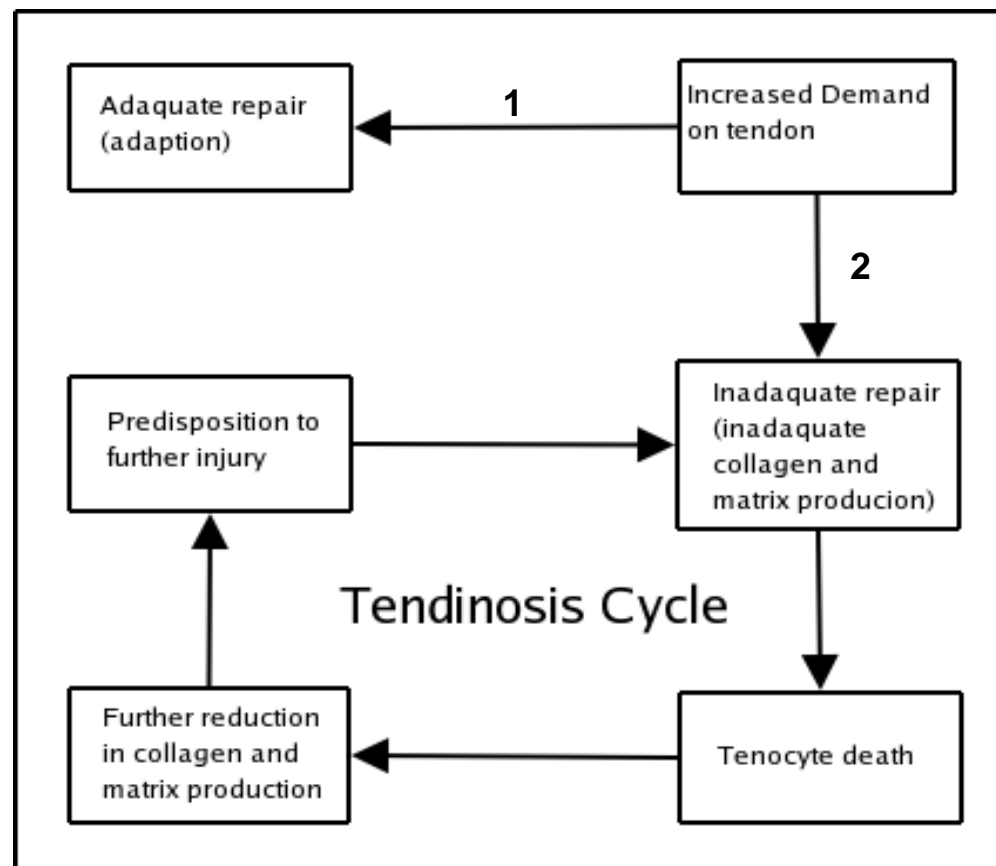 Adaquate repair
(adaption)
1
Increased Demand
on tendon
2
Predisposition to
further injury
Inadaquate repair
(inadaquate
collagen and
matrix producion)
Tendinosis Cycle
Further reduction
in collagen and
matrix production
Tenocyte death